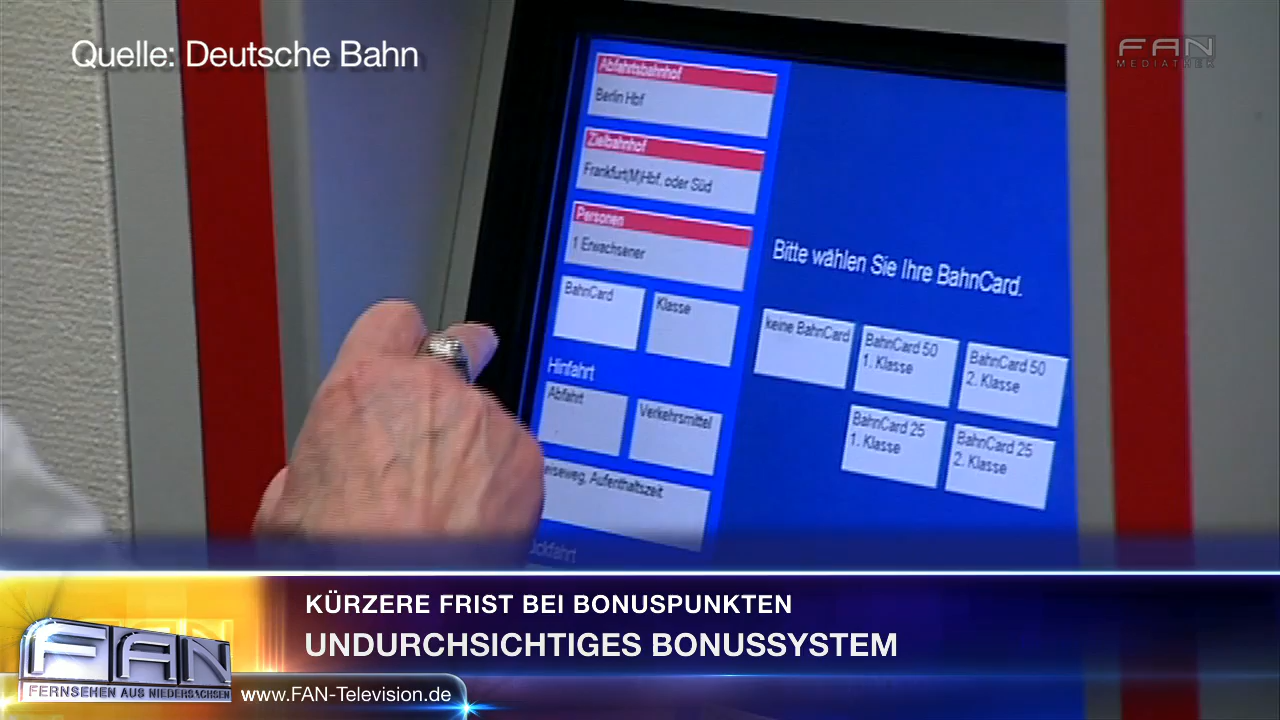 Quelle: Deutsche Bahn
FAN
MEDIATHEK
Abfahrtsbahnhof
Berlin Hbf
Zielbahnhof
Frankfurt(M)Hbf. oder Süd
Personen
1 Erwachsener
BahnCard
Klasse
Hinfahrt
Abfahrt
Verkehrsmittel
eiseweg, Aufenthaltszeit
ückfahrt
Bitte wählen Sie Ihre BahnCard.
keine BahnCard
BahnCard 50
1. Klasse
BahnCard 50
2. Klasse
BahnCard 25
1. Klasse
BahnCard 25
2. Klasse
KÜRZERE FRIST BEI BONUSPUNKTEN
UNDURCHSICHTIGES BONUSSYSTEM
FAN
FERNSEHEN AUS NIEDERSACHSEN
www.FAN-Television.de